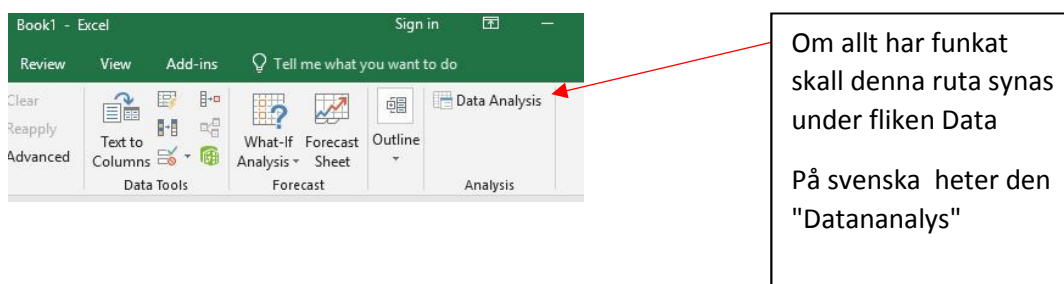 Book1 - Excel
Sign in
Review View Add-ins Tell me what you want to do
Clear
Reapply
Advanced
Text to
Columns
What-If
Analysis
Forecast
Sheet
Outline
Data Analysis
Data Tools
Forecast
Analysis
Om allt har funkat
skall denna ruta synas
under fliken Data
På svenska heter den
"Datananalys"